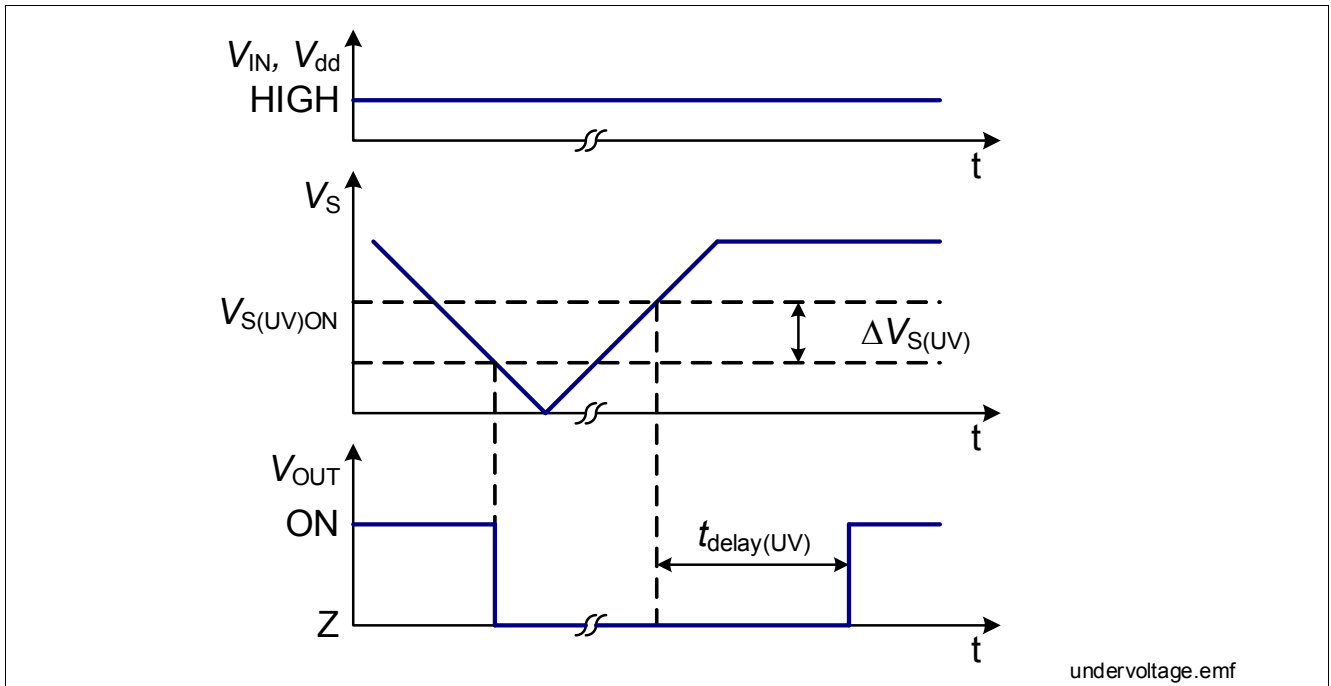 VIN, Vdd
HIGH
t
VS
VS(UV)ON
ΔVS(UV)
t
VOUT
ON
tdelay(UV)
Z
t
undervoltage.emf